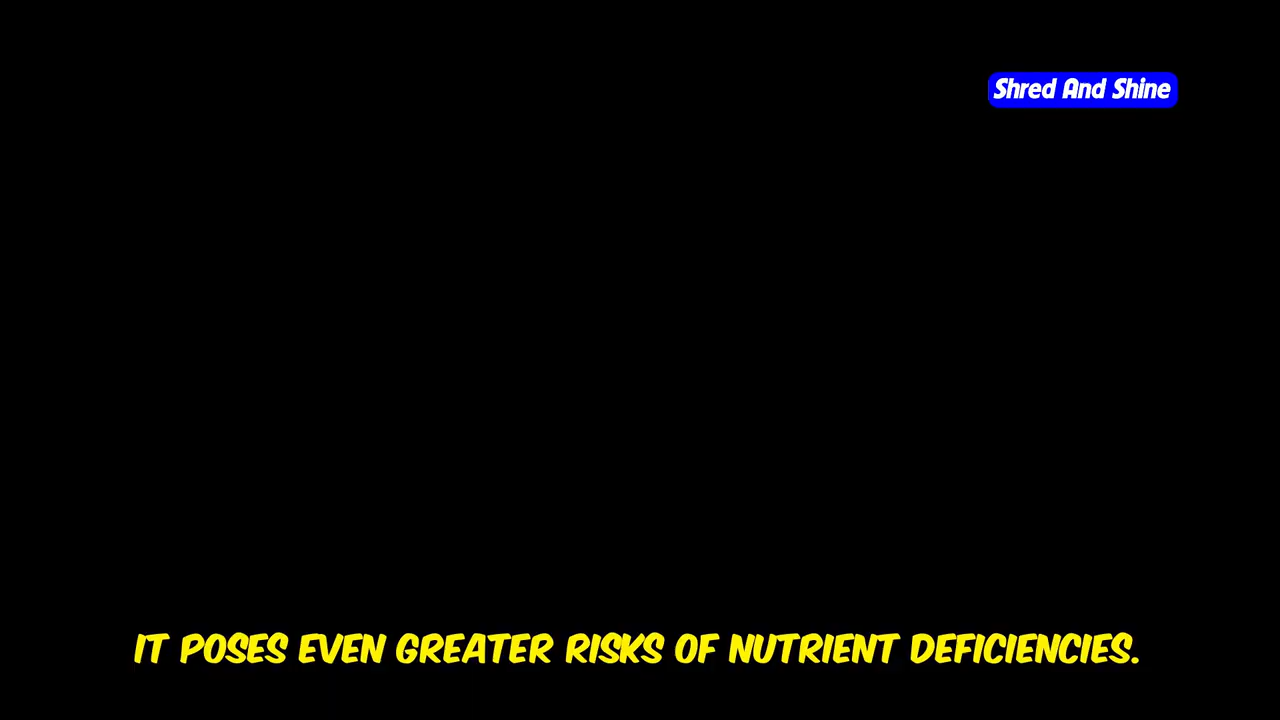 Shred And Shine
IT POSES EVEN GREATER RISKS OF NUTRIENT DEFICIENCIES.